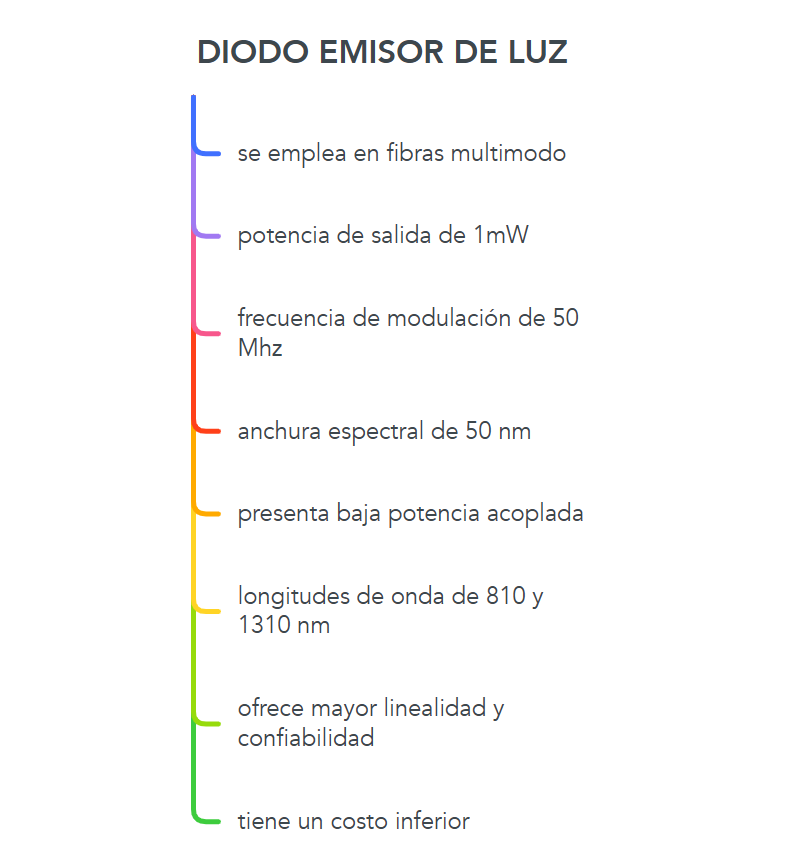 DIODO EMISOR DE LUZ
se emplea en fibras multimodo
potencia de salida de 1mW
frecuencia de modulación de 50
Mhz
anchura espectral de 50 nm
presenta baja potencia acoplada
longitudes de onda de 810 y
1310 nm
ofrece mayor linealidad y
confiabilidad
tiene un costo inferior